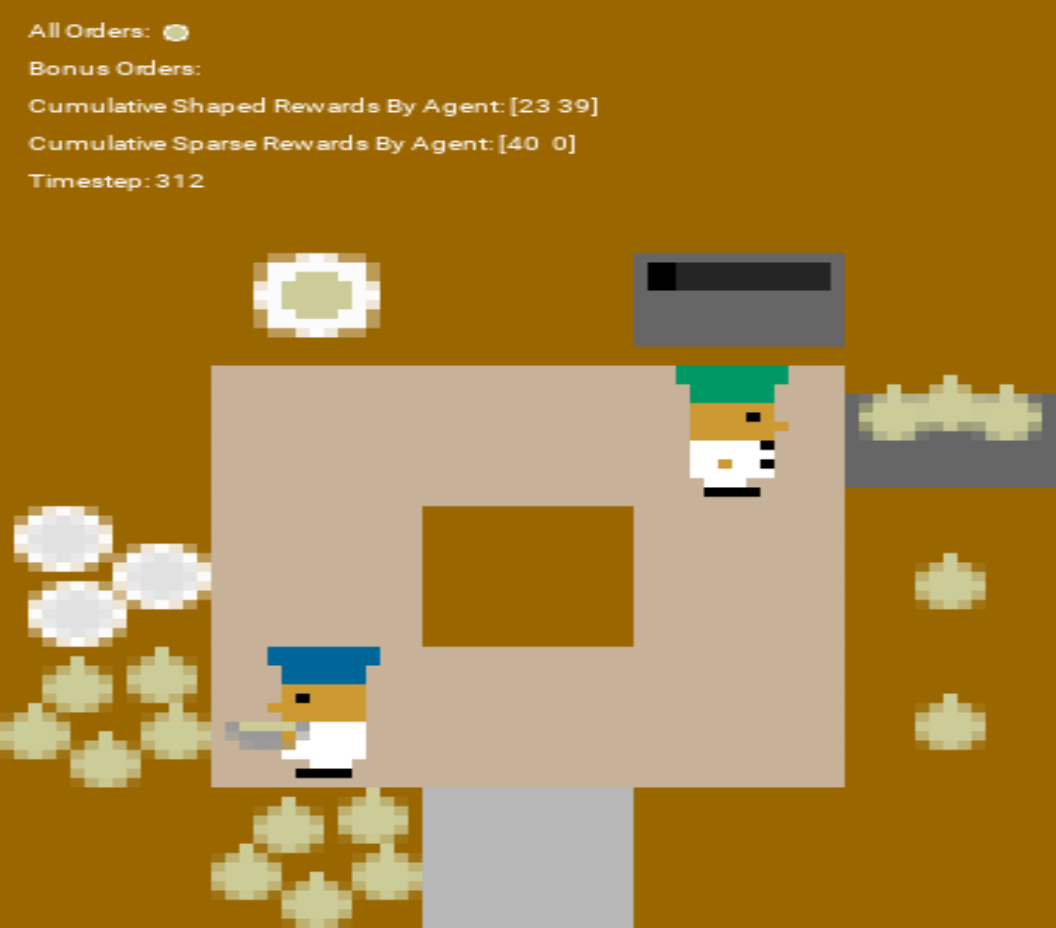 All Orders:
Bonus Orders:
Cumulative Shaped Rewards By Agent: [23 39]
Cumulative Sparse Rewards By Agent: [40  0]
Timestep: 312